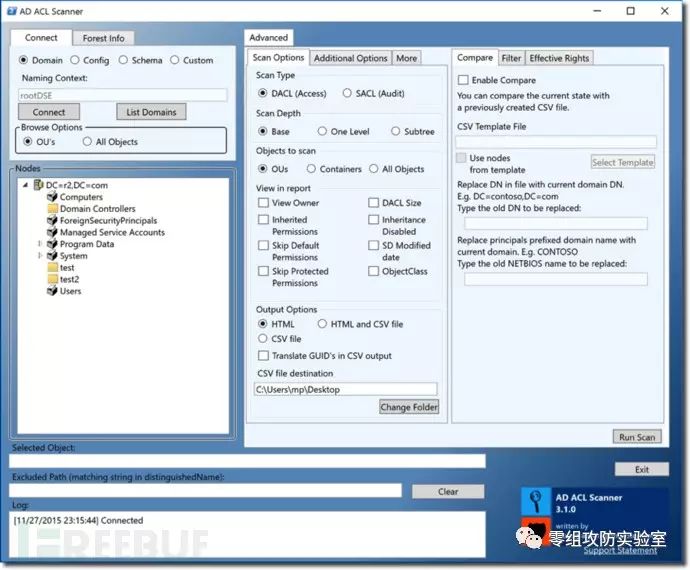 AD ACL Scanner
Connect
Forest Info
Domain
Config
Schema
Custom
Naming Context:
rootDSE
Connect
List Domains
Browse Options
OU's
All Objects
Nodes
DC=r2,DC=com
Computers
Domain Controllers
ForeignSecurityPrincipals
Managed Service Accounts
Program Data
System
test
test2
Users
Advanced
Scan Options
Additional Options
More
Scan Type
DACL (Access)
SACL (Audit)
Scan Depth
Base
One Level
Subtree
Objects to scan
OUs
Containers
All Objects
View in report
View Owner
DACL Size
Inherited
Permissions
Inheritance
Disabled
Skip Default
Permissions
SD Modified
date
Skip Protected
Permissions
ObjectClass
Output Options
HTML
HTML and CSV file
CSV file
Translate GUID's in CSV output
CSV file destination
C:\Users\mp\Desktop
Change Folder
Compare
Filter
Effective Rights
Enable Compare
You can compare the current state with
a previously created CSV file.
CSV Template File
Use nodes
from template
Select Template
Replace DN in file with current domain DN.
E.g. DC=contoso,DC=com
Type the old DN to be replaced:
Replace principals prefixed domain name with
current domain. E.g. CONTOSO
Type the old NETBIOS name to be replaced:
Run Scan
Selected Object:
Exit
Excluded Path (matching string in distinguishedName):
Clear
Log:
[11/27/2015 23:15:44] Connected
AD ACL Scanner
3.1.0
written by
Support Statement
FREEBUF
零组攻防实验室